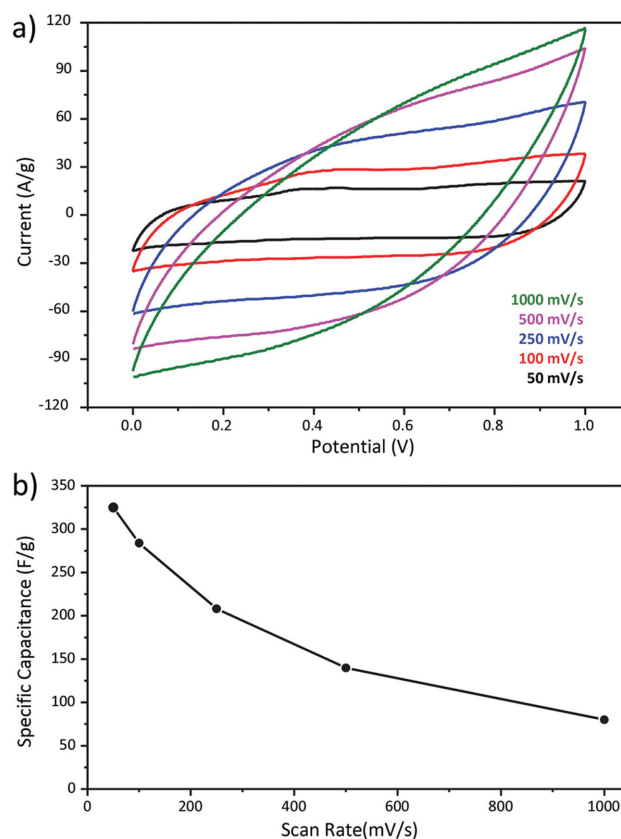 a)
120
90
60
30
0
-30
-60
-90
-120
Current (A/g)
1000 mV/s
500 mV/s
250 mV/s
100 mV/s
50 mV/s
0.0 0.2 0.4 0.6 0.8 1.0
Potential (V)
b)
350
300
250
200
150
100
50
0
Specific Capacitance (F/g)
0 200 400 600 800 1000
Scan Rate(mV/s)